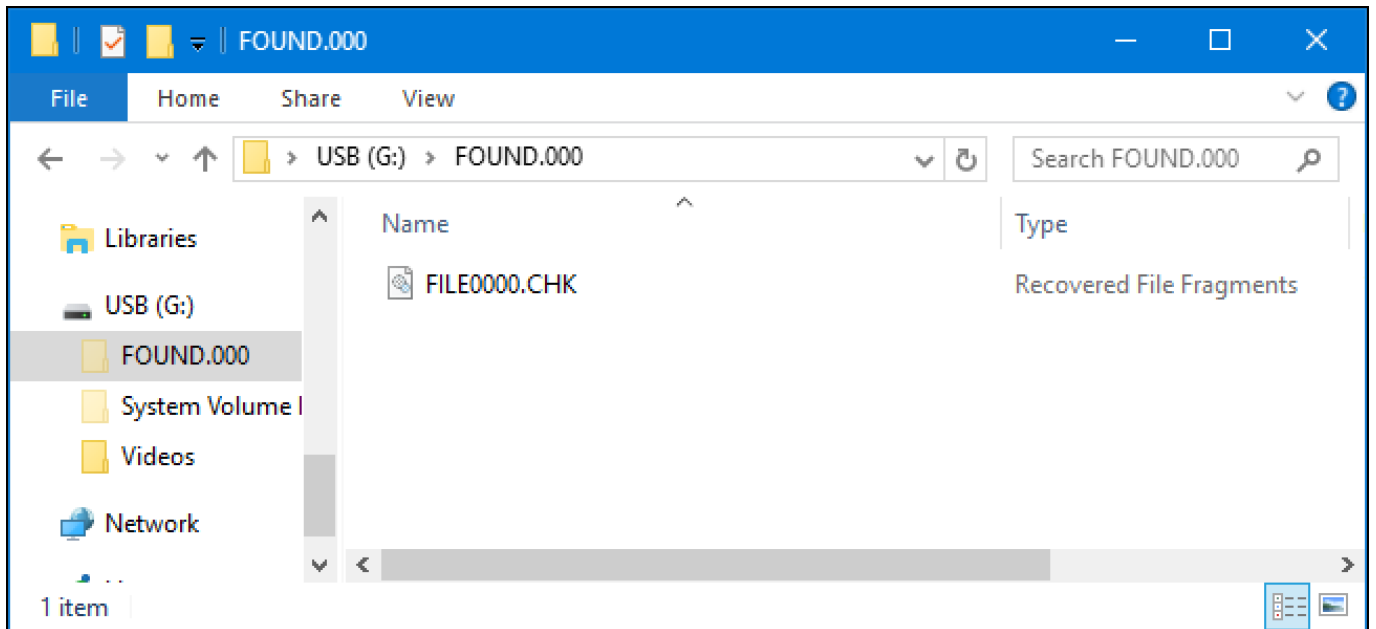 FOUND.000
File Home Share View ?
USB (G:) FOUND.000
Search FOUND.000
Libraries
USB (G:)
FOUND.000
System Volume I
Videos
Network
Name Type
FILE0000.CHK Recovered File Fragments
1 item